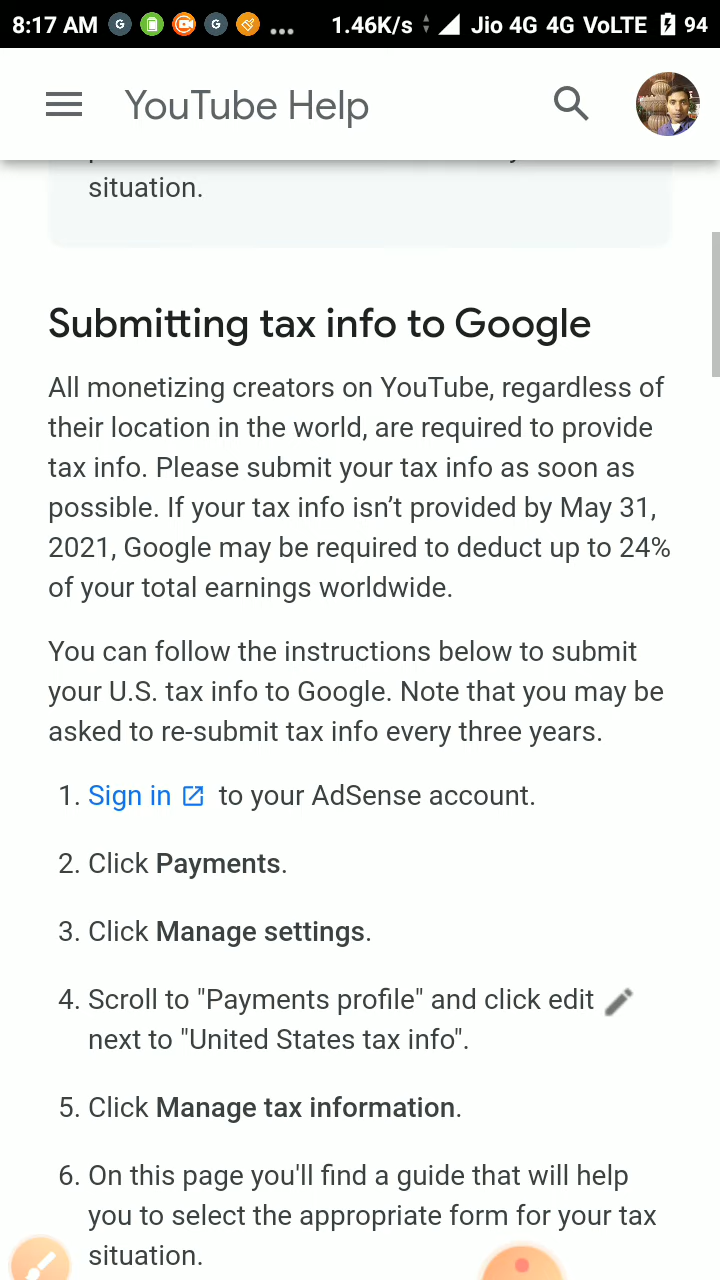 8:17 AM G G ... 1.46K/s Jio 4G 4G VoLTE 94
YouTube Help
situation.
Submitting tax info to Google
All monetizing creators on YouTube, regardless of
their location in the world, are required to provide
tax info. Please submit your tax info as soon as
possible. If your tax info isn’t provided by May 31,
2021, Google may be required to deduct up to 24%
of your total earnings worldwide.
You can follow the instructions below to submit
your U.S. tax info to Google. Note that you may be
asked to re-submit tax info every three years.
1. Sign in to your AdSense account.
2. Click Payments.
3. Click Manage settings.
4. Scroll to "Payments profile" and click edit
next to "United States tax info".
5. Click Manage tax information.
6. On this page you'll find a guide that will help
you to select the appropriate form for your tax
situation.